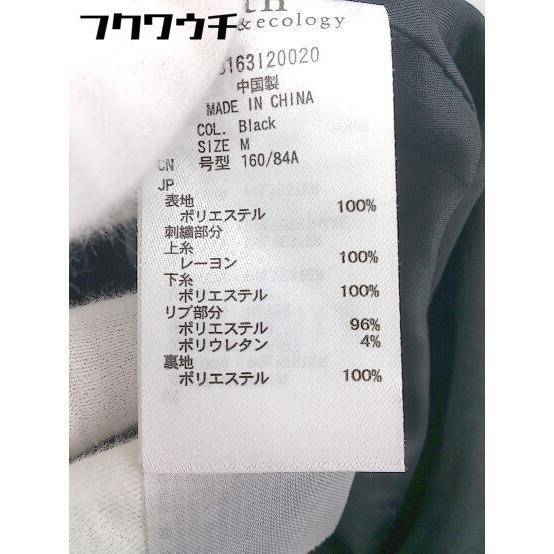 フクワウチ
th
& ecology
163I20020
中国製
MADE IN CHINA
COL. Black
SIZE M
CN 号型 160/84A
JP
表地
ポリエステル 100%
刺繍部分
上糸
レーヨン 100%
下糸
ポリエステル 100%
リブ部分
ポリエステル 96%
ポリウレタン 4%
裏地
ポリエステル 100%